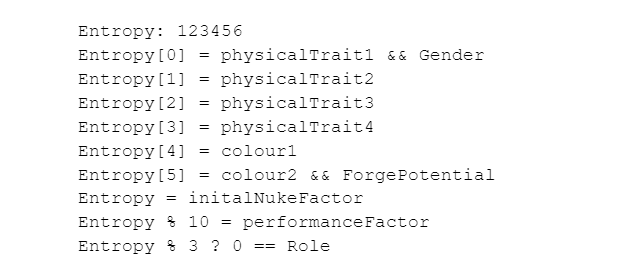 Entropy: 123456
Entropy[0] = physicalTrait1 && Gender
Entropy[1] = physicalTrait2
Entropy[2] = physicalTrait3
Entropy[3] = physicalTrait4
Entropy[4] = colour1
Entropy[5] = colour2 && ForgePotential
Entropy = initalNukeFactor
Entropy % 10 = performanceFactor
Entropy % 3 ? 0 == Role